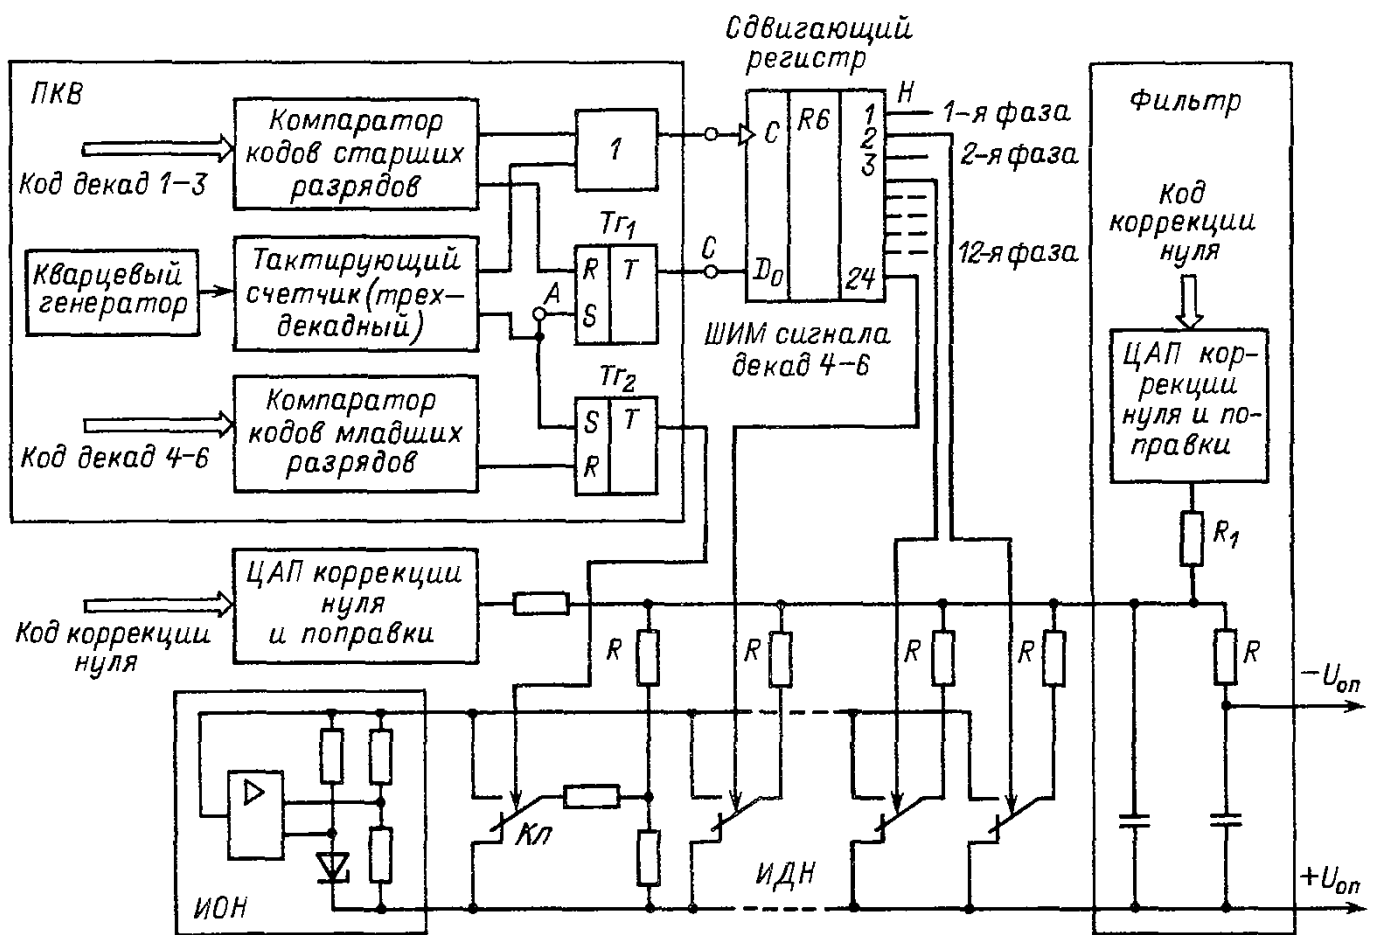 Сдвигающий
регистр
ПКВ
Компаратор
кодов старших
разрядов
Код декад 1-3
1
Кварцевый
генератор
Тактирующий
счетчик (трех-
декадный)
Тг1
R
T
S
A
C
C
R6
D0
1
2
3
24
H
1-я фаза
2-я фаза
12-я фаза
ШИМ сигнала
декад 4-6
Компаратор
кодов младших
разрядов
Код декад 4-6
Тг2
S
T
R
Фильтр
Код
коррекции
нуля
ЦАП кор-
рекции
нуля и по-
правки
R1
ЦАП коррекции
нуля
и поправки
Код коррекции
нуля
R
R
R
R
R
-Uоп
Кл
ИДН
ИОН
+Uоп